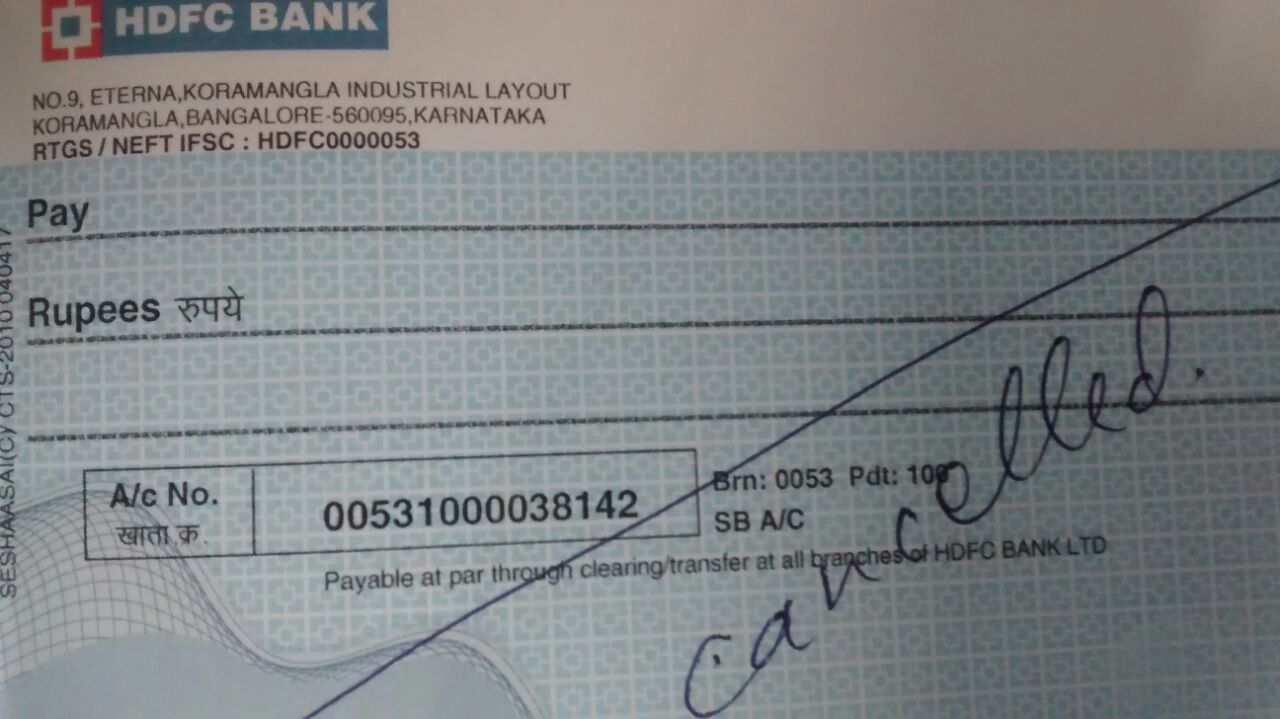 HDFC BANK
NO.9, ETERNA,KORAMANGLA INDUSTRIAL LAYOUT
KORAMANGLA,BANGALORE-560095,KARNATAKA
RTGS / NEFT IFSC : HDFC0000053
Pay
Rupees रुपये
A/c No.
खाता क्र.
00531000038142
Brn: 0053 Pdt: 100
SB A/C
Payable at par through clearing/transfer at all branches of HDFC BANK LTD
cancelled.
SESHAASAI(C) CTS-2010 040417